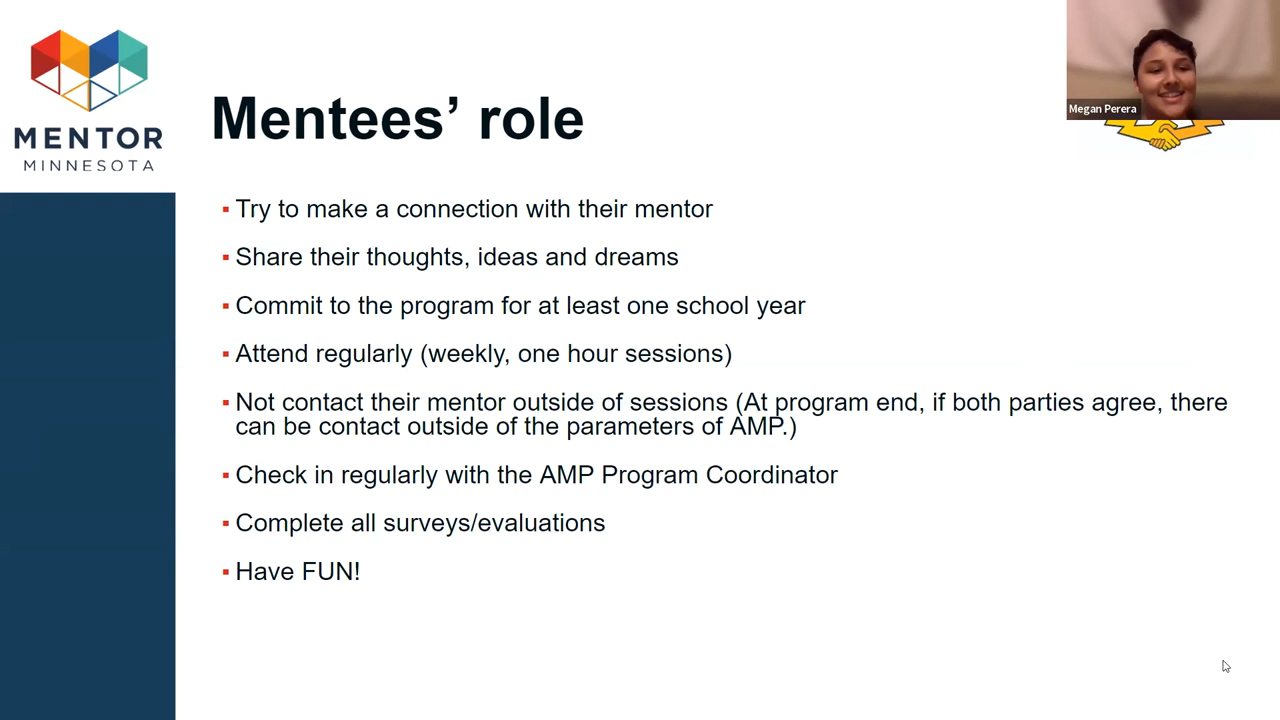 MENTOR
MINNESOTA
Mentees’ role
Megan Perera
▪ Try to make a connection with their mentor
▪ Share their thoughts, ideas and dreams
▪ Commit to the program for at least one school year
▪ Attend regularly (weekly, one hour sessions)
▪ Not contact their mentor outside of sessions (At program end, if both parties agree, there
can be contact outside of the parameters of AMP.)
▪ Check in regularly with the AMP Program Coordinator
▪ Complete all surveys/evaluations
▪ Have FUN!